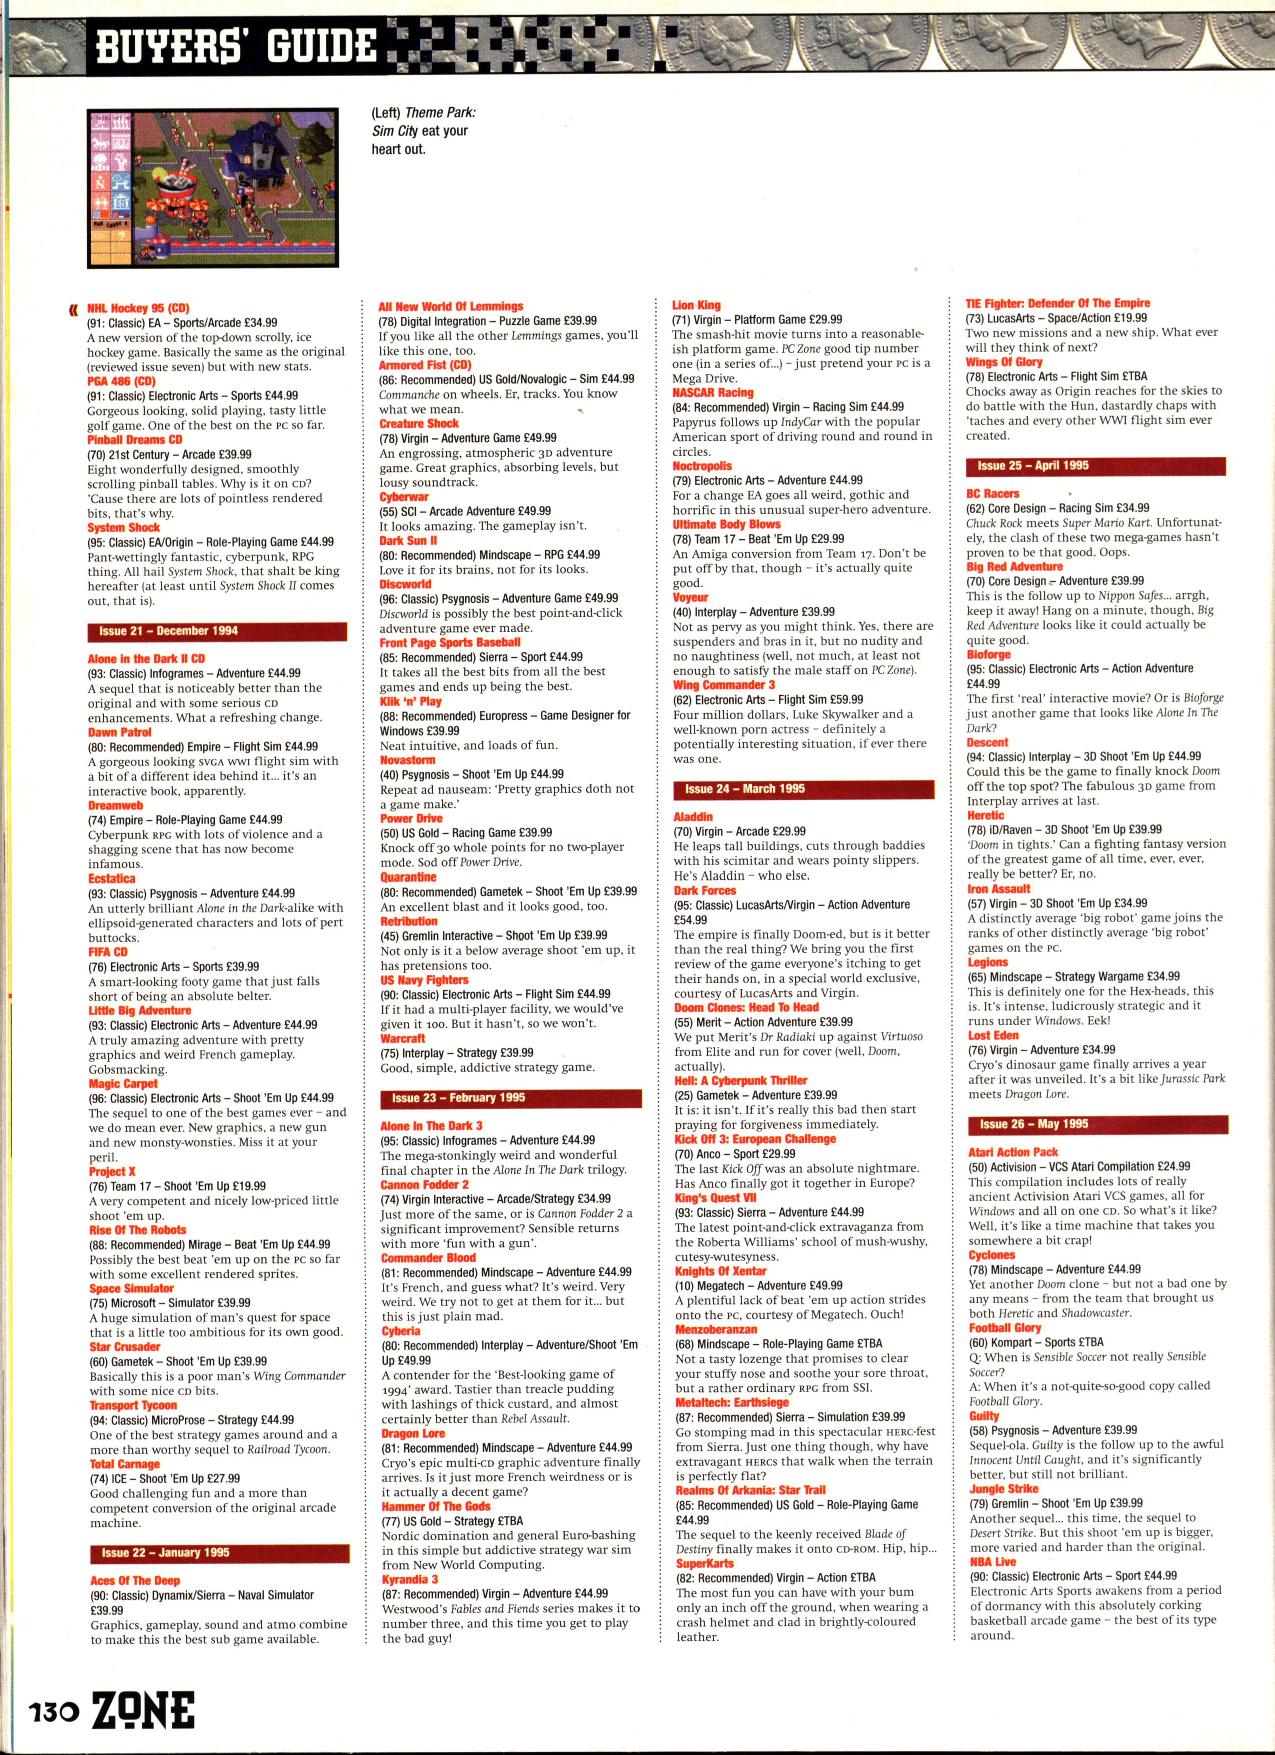 BUYERS' GUIDE
(Left) Theme Park:
Sim City eat your
heart out.
NHL Hockey 95 (CD)
(91: Classic) EA – Sports/Arcade £34.99
A new version of the top-down scrolly, ice
hockey game. Basically the same as the original
(reviewed issue seven) but with new stats.
PGA 486 (CD)
(91: Classic) Electronic Arts – Sports £44.99
Gorgeous looking, solid playing, tasty little
golf game. One of the best on the PC so far.
Pinball Dreams CD
(70) 21st Century – Arcade £39.99
Eight wonderfully designed, smoothly
scrolling pinball tables. Why is it on CD?
'Cause there are lots of pointless rendered
bits, that's why.
System Shock
(95: Classic) EA/Origin – Role-Playing Game £44.99
Pant-wettingly fantastic, cyberpunk, RPG
thing. All hail System Shock, that shalt be king
hereafter (at least until System Shock II comes
out, that is).
Issue 21 – December 1994
Alone in the Dark II CD
(93: Classic) Infogrames – Adventure £44.99
A sequel that is noticeably better than the
original and with some serious CD
enhancements. What a refreshing change.
Dawn Patrol
(80: Recommended) Empire – Flight Sim £44.99
A gorgeous looking SVGA WWI flight sim with
a bit of a different idea behind it... it's an
interactive book, apparently.
Dreamweb
(74) Empire – Role-Playing Game £44.99
Cyberpunk RPG with lots of violence and a
shagging scene that has now become
infamous.
Ecstatica
(93: Classic) Psygnosis – Adventure £44.99
An utterly brilliant Alone in the Dark-alike with
ellipsoid-generated characters and lots of pert
buttocks.
FIFA CD
(76) Electronic Arts – Sports £39.99
A smart-looking footy game that just falls
short of being an absolute belter.
Little Big Adventure
(93: Classic) Electronic Arts – Adventure £44.99
A truly amazing adventure with pretty
graphics and weird French gameplay.
Gobsmacking.
Magic Carpet
(96: Classic) Electronic Arts – Shoot 'Em Up £44.99
The sequel to one of the best games ever – and
we do mean ever. New graphics, a new gun
and new monsty-wonsties. Miss it at your
peril.
Project X
(76) Team 17 – Shoot 'Em Up £19.99
A very competent and nicely low-priced little
shoot 'em up.
Rise Of The Robots
(88: Recommended) Mirage – Beat 'Em Up £44.99
Possibly the best beat 'em up on the PC so far
with some excellent rendered sprites.
Space Simulator
(75) Microsoft – Simulator £39.99
A huge simulation of man's quest for space
that is a little too ambitious for its own good.
Star Crusader
(60) Gametek – Shoot 'Em Up £39.99
Basically this is a poor man's Wing Commander
with some nice CD bits.
Transport Tycoon
(94: Classic) MicroProse – Strategy £44.99
One of the best strategy games around and a
more than worthy sequel to Railroad Tycoon.
Total Carnage
(74) ICE – Shoot 'Em Up £27.99
Good challenging fun and a more than
competent conversion of the original arcade
machine.
Issue 22 – January 1995
Aces Of The Deep
(90: Classic) Dynamix/Sierra – Naval Simulator
£39.99
Graphics, gameplay, sound and atmo combine
to make this the best sub game available.
All New World Of Lemmings
(78) Digital Integration – Puzzle Game £39.99
If you like all the other Lemmings games, you'll
like this one, too.
Armored Fist (CD)
(86: Recommended) US Gold/Novalogic – Sim £44.99
Comanche on wheels. Er, tracks. You know
what we mean.
Creature Shock
(78) Virgin – Adventure Game £49.99
An engrossing, atmospheric 3D adventure
game. Great graphics, absorbing levels, but
lousy soundtrack.
Cyberwar
(55) SCI – Arcade Adventure £49.99
It looks amazing. The gameplay isn't.
Dark Sun II
(80: Recommended) Mindscape – RPG £44.99
Love it for its brains, not for its looks.
Discworld
(96: Classic) Psygnosis – Adventure Game £49.99
Discworld is possibly the best point-and-click
adventure game ever made.
Front Page Sports Baseball
(85: Recommended) Sierra – Sport £44.99
It takes all the best bits from all the best
games and ends up being the best.
Klik 'n' Play
(88: Recommended) Europress – Game Designer for
Windows £39.99
Neat intuitive, and loads of fun.
Novastorm
(40) Psygnosis – Shoot 'Em Up £44.99
Repeat ad nauseam: 'Pretty graphics doth not
a game make.'
Power Drive
(50) US Gold – Racing Game £39.99
Knock off 30 whole points for no two-player
mode. Sod off Power Drive.
Quarantine
(80: Recommended) Gametek – Shoot 'Em Up £39.99
An excellent blast and it looks good, too.
Retribution
(45) Gremlin Interactive – Shoot 'Em Up £39.99
Not only is it a below average shoot 'em up, it
has pretensions too.
US Navy Fighters
(90: Classic) Electronic Arts – Flight Sim £44.99
If it had a multi-player facility, we would've
given it 100. But it hasn't, so we won't.
Warcraft
(75) Interplay – Strategy £39.99
Good, simple, addictive strategy game.
Issue 23 – February 1995
Alone In The Dark 3
(95: Classic) Infogrames – Adventure £44.99
The mega-stonkingly weird and wonderful
final chapter in the Alone In The Dark trilogy.
Cannon Fodder 2
(74) Virgin Interactive – Arcade/Strategy £34.99
Just more of the same, or is Cannon Fodder 2 a
significant improvement? Sensible returns
with more 'fun with a gun'.
Commander Blood
(81: Recommended) Mindscape – Adventure £44.99
It's French, and guess what? It's weird. Very
weird. We try not to get at them for it... but
this is just plain mad.
Cyberia
(80: Recommended) Interplay – Adventure/Shoot 'Em
Up £49.99
A contender for the 'Best-looking game of
1994' award. Tastier than treacle pudding
with lashings of thick custard, and almost
certainly better than Rebel Assault.
Dragon Lore
(81: Recommended) Mindscape – Adventure £44.99
Cryo's epic multi-CD graphic adventure finally
arrives. Is it just more French weirdness or is
it actually a decent game?
Hammer Of The Gods
(77) US Gold – Strategy £TBA
Nordic domination and general Euro-bashing
in this simple but addictive strategy war sim
from New World Computing.
Kyrandia 3
(87: Recommended) Virgin – Adventure £44.99
Westwood's Fables and Fiends series makes it to
number three, and this time you get to play
the bad guy!
Lion King
(71) Virgin – Platform Game £29.99
The smash-hit movie turns into a reasonable-
ish platform game. PC Zone good tip number
one (in a series of...) – just pretend your PC is a
Mega Drive.
NASCAR Racing
(84: Recommended) Virgin – Racing Sim £44.99
Papyrus follows up IndyCar with the popular
American sport of driving round and round in
circles.
Noctropolis
(79) Electronic Arts – Adventure £44.99
For a change EA goes all weird, gothic and
horrific in this unusual super-hero adventure.
Ultimate Body Blows
(78) Team 17 – Beat 'Em Up £29.99
An Amiga conversion from Team 17. Don't be
put off by that, though – it's actually quite
good.
Voyeur
(40) Interplay – Adventure £39.99
Not as pervy as you might think. Yes, there are
suspenders and bras in it, but no nudity and
no naughtiness (well, not much, at least not
enough to satisfy the male staff on PC Zone).
Wing Commander 3
(62) Electronic Arts – Flight Sim £59.99
Four million dollars, Luke Skywalker and a
well-known porn actress – definitely a
potentially interesting situation, if ever there
was one.
Issue 24 – March 1995
Aladdin
(70) Virgin – Arcade £29.99
He leaps tall buildings, cuts through baddies
with his scimitar and wears pointy slippers.
He's Aladdin – who else.
Dark Forces
(95: Classic) LucasArts/Virgin – Action Adventure
£54.99
The empire is finally Doom-ed, but is it better
than the real thing? We bring you the first
review of the game everyone's itching to get
their hands on, in a special world exclusive,
courtesy of LucasArts and Virgin.
Doom Clones: Head To Head
(55) Merit – Action Adventure £39.99
We put Merit's Dr Radiaki up against Virtuoso
from Elite and run for cover (well, Doom,
actually).
Hell: A Cyberpunk Thriller
(25) Gametek – Adventure £39.99
It is: it isn't. If it's really this bad then start
praying for forgiveness immediately.
Kick Off 3: European Challenge
(70) Anco – Sport £29.99
The last Kick Off was an absolute nightmare.
Has Anco finally got it together in Europe?
King's Quest VII
(93: Classic) Sierra – Adventure £44.99
The latest point-and-click extravaganza from
the Roberta Williams' school of mush-wushy,
cutesy-wutesyness.
Knights Of Xentar
(10) Megatech – Adventure £49.99
A plentiful lack of beat 'em up action strides
onto the PC, courtesy of Megatech. Ouch!
Menzoberanzan
(68) Mindscape – Role-Playing Game £TBA
Not a tasty lozenge that promises to clear
your stuffy nose and soothe your sore throat,
but a rather ordinary RPG from SSI.
Metaltech: Earthsiege
(87: Recommended) Sierra – Simulation £39.99
Go stomping mad in this spectacular HERC-fest
from Sierra. Just one thing though, why have
extravagant HERCs that walk when the terrain
is perfectly flat?
Realms Of Arkania: Star Trail
(85: Recommended) US Gold – Role-Playing Game
£44.99
The sequel to the keenly received Blade of
Destiny finally makes it onto CD-ROM. Hip, hip...
SuperKarts
(82: Recommended) Virgin – Action £TBA
The most fun you can have with your bum
only an inch off the ground, when wearing a
crash helmet and clad in brightly-coloured
leather.
TIE Fighter: Defender Of The Empire
(73) LucasArts – Space/Action £19.99
Two new missions and a new ship. What ever
will they think of next?
Wings Of Glory
(78) Electronic Arts – Flight Sim £TBA
Chocks away as Origin reaches for the skies to
do battle with the Hun, dastardly chaps with
'taches and every other WWI flight sim ever
created.
Issue 25 – April 1995
BC Racers
(62) Core Design – Racing Sim £34.99
Chuck Rock meets Super Mario Kart. Unfortunat-
ely, the clash of these two mega-games hasn't
proven to be that good. Oops.
Big Red Adventure
(70) Core Design – Adventure £39.99
This is the follow up to Nippon Safes... arrgh,
keep it away! Hang on a minute, though, Big
Red Adventure looks like it could actually be
quite good.
Bioforge
(95: Classic) Electronic Arts – Action Adventure
£44.99
The first 'real' interactive movie? Or is Bioforge
just another game that looks like Alone In The
Dark?
Descent
(94: Classic) Interplay – 3D Shoot 'Em Up £44.99
Could this be the game to finally knock Doom
off the top spot? The fabulous 3D game from
Interplay arrives at last.
Heretic
(78) iD/Raven – 3D Shoot 'Em Up £39.99
'Doom in tights.' Can a fighting fantasy version
of the greatest game of all time, ever, ever,
really be better? Er, no.
Iron Assault
(57) Virgin – 3D Shoot 'Em Up £34.99
A distinctly average 'big robot' game joins the
ranks of other distinctly average 'big robot'
games on the PC.
Legions
(65) Mindscape – Strategy Wargame £34.99
This is definitely one for the Hex-heads, this
is. It's intense, ludicrously strategic and it
runs under Windows. Eek!
Lost Eden
(76) Virgin – Adventure £34.99
Cryo's dinosaur game finally arrives a year
after it was unveiled. It's a bit like Jurassic Park
meets Dragon Lore.
Issue 26 – May 1995
Atari Action Pack
(50) Activision – VCS Atari Compilation £24.99
This compilation includes lots of really
ancient Activision Atari VCS games, all for
Windows and all on one CD. So what's it like?
Well, it's like a time machine that takes you
somewhere a bit crap!
Cyclones
(78) Mindscape – Adventure £44.99
Yet another Doom clone – but not a bad one by
any means – from the team that brought us
both Heretic and Shadowcaster.
Football Glory
(60) Kompart – Sports £TBA
Q: When is Sensible Soccer not really Sensible
Soccer?
A: When it's a not-quite-so-good copy called
Football Glory.
Guilty
(58) Psygnosis – Adventure £39.99
Sequel-ola. Guilty is the follow up to the awful
Innocent Until Caught, and it's significantly
better, but still not brilliant.
Jungle Strike
(79) Gremlin – Shoot 'Em Up £39.99
Another sequel... this time, the sequel to
Desert Strike. But this shoot 'em up is bigger,
more varied and harder than the original.
NBA Live
(90: Classic) Electronic Arts – Sport £44.99
Electronic Arts Sports awakens from a period
of dormancy with this absolutely corking
basketball arcade game – the best of its type
around.
130 ZONE